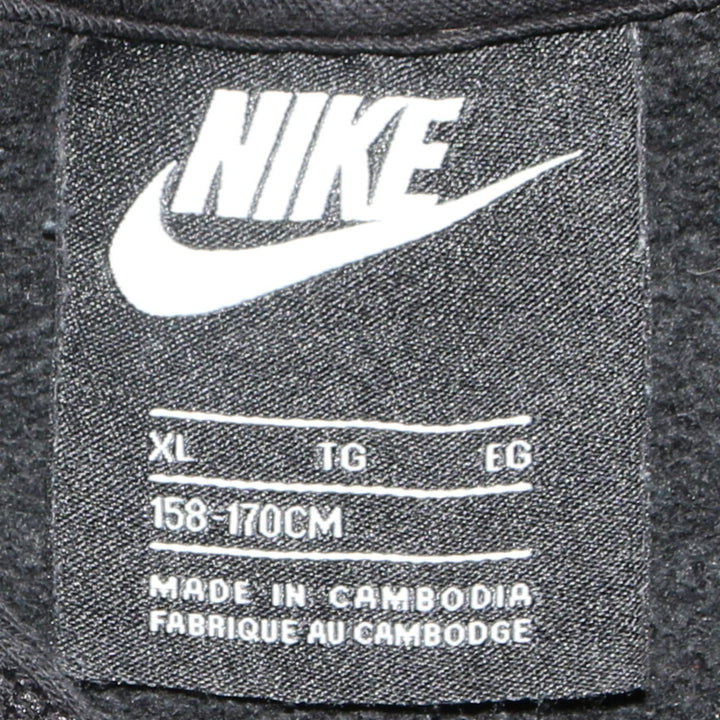 NIKE
XL TG EG
158-170CM
MADE IN CAMBODIA
FABRIQUE AU CAMBODGE